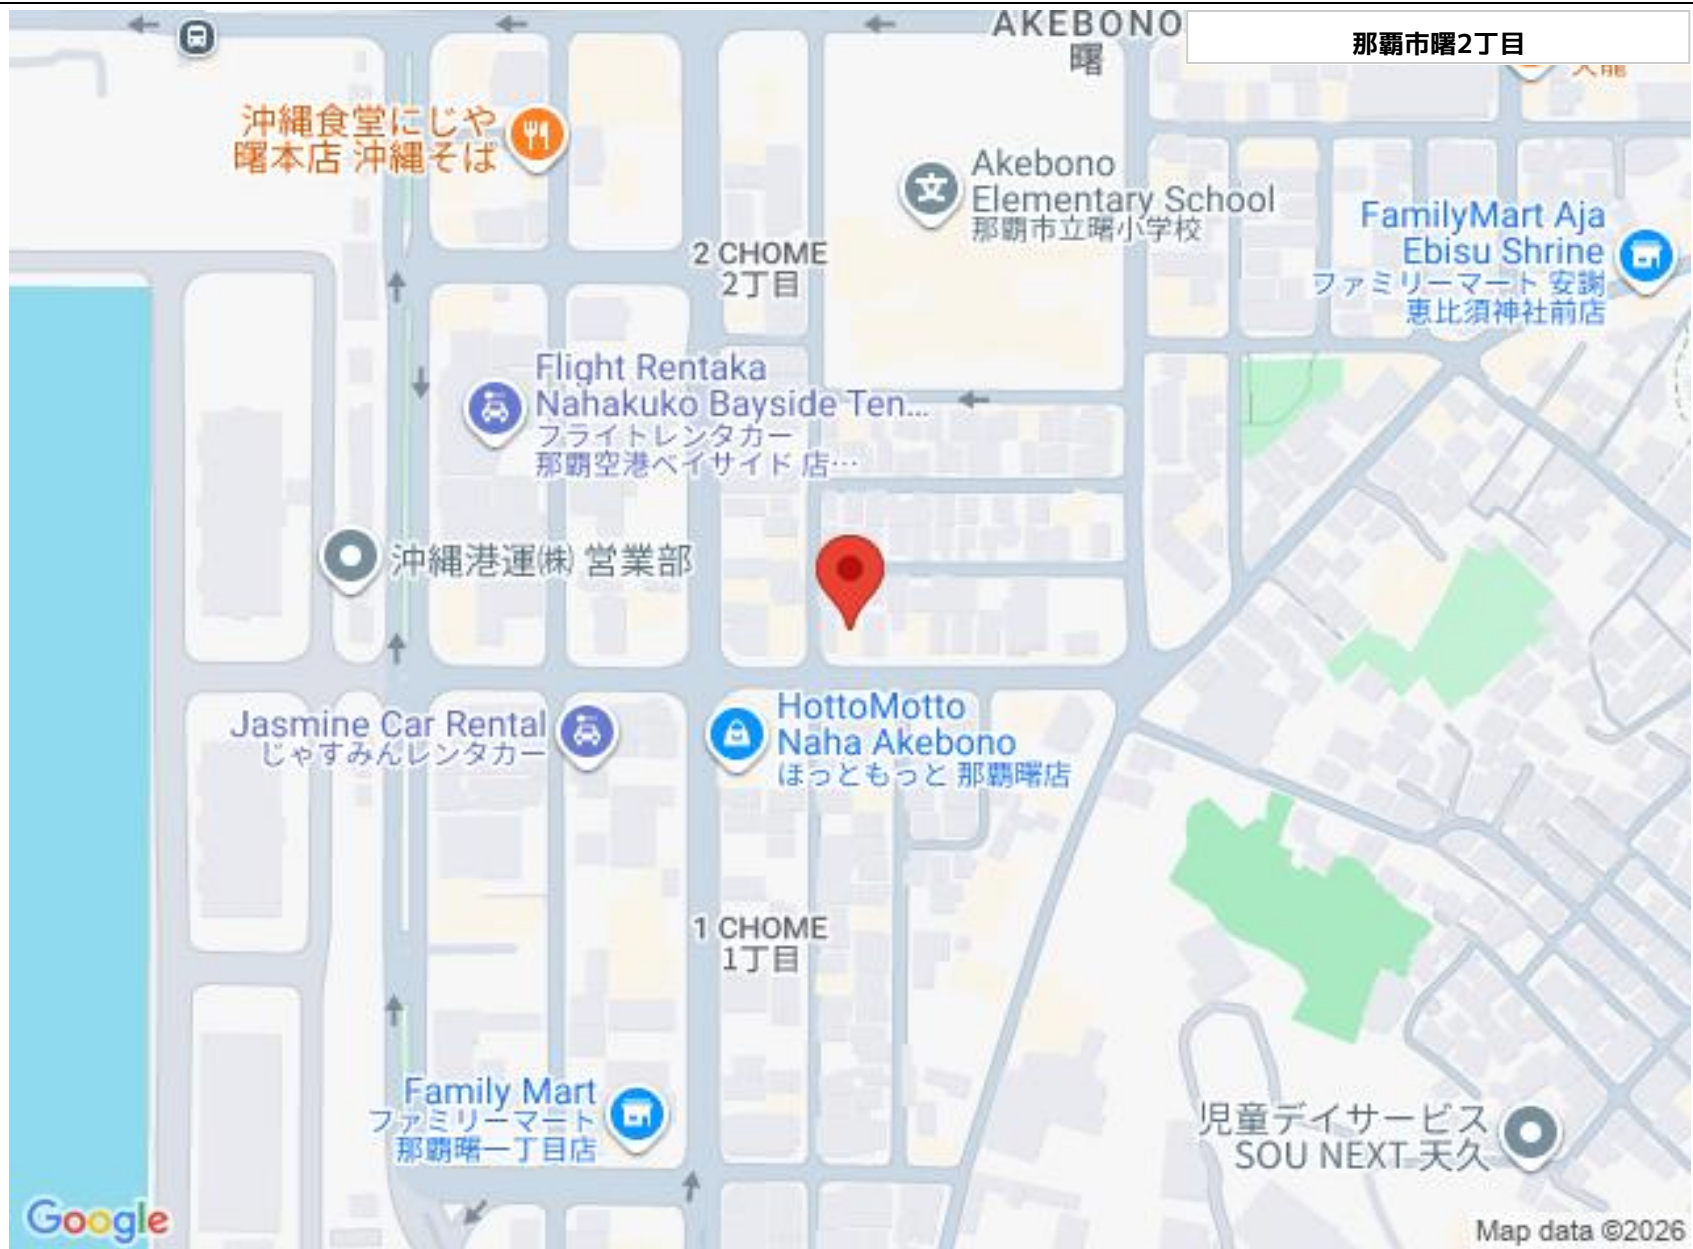 AKEBONO
曙
那覇市曙2丁目
沖縄食堂にじや
曙本店 沖縄そば
Akebono
Elementary School
那覇市立曙小学校
FamilyMart Aja
Ebisu Shrine
ファミリーマート 安謝
恵比須神社前店
2 CHOME
2丁目
Flight Rentaka
Nahakuko Bayside Ten...
フライトレンタカー
那覇空港ベイサイド 店…
沖縄港運㈱ 営業部
Jasmine Car Rental
じゃすみんレンタカー
HottoMotto
Naha Akebono
ほっともっと 那覇曙店
1 CHOME
1丁目
Family Mart
ファミリーマート
那覇曙一丁目店
児童デイサービス
SOU NEXT 天久
Google
Map data ©2026